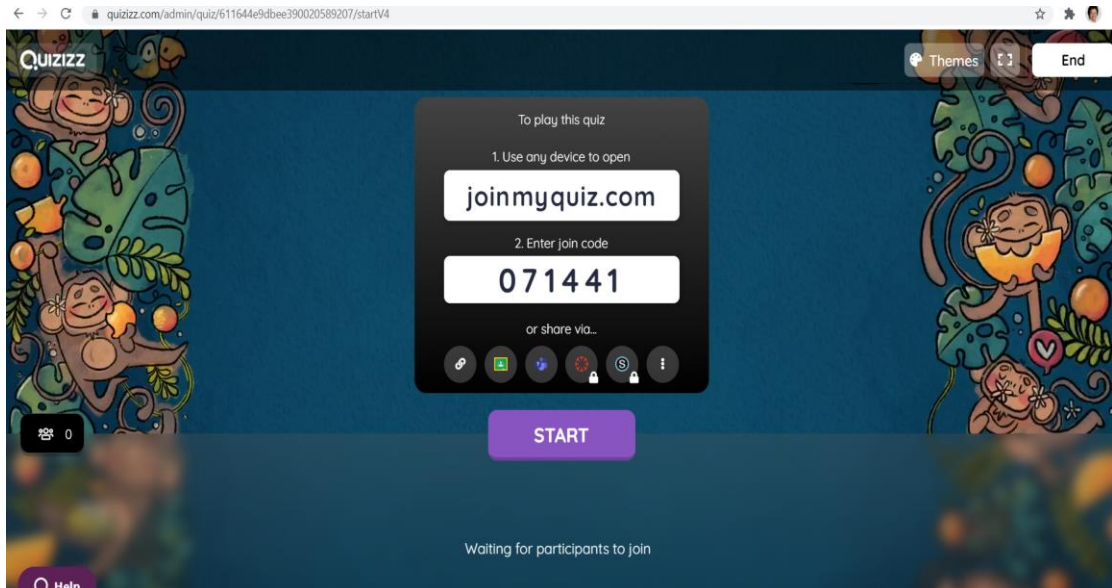 quizizz.com/admin/quiz/611644e9dbee390020589207/startV4
QUIZIZZ
Themes
End
To play this quiz
1. Use any device to open
joinmyquiz.com
2. Enter join code
071441
or share via...
S
0
START
Waiting for participants to join
Help